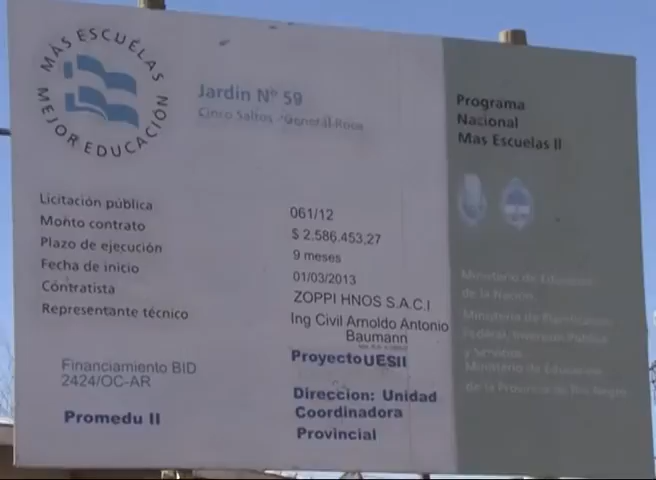 MÁS ESCUELAS
MEJOR EDUCACIÓN
Jardin Nº 59
Cinco Saltos - General Roca
Licitación pública 061/12
Monto contrato $ 2.586.453,27
Plazo de ejecución 9 meses
Fecha de inicio 01/03/2013
Contratista ZOPPI HNOS S.A.C.I
Representante técnico Ing Civil Arnoldo Antonio
Baumann
Financiamiento BID
2424/OC-AR
Promedu II
ProyectoUESII
Direccion: Unidad
Coordinadora
Provincial
Programa
Nacional
Mas Escuelas II
Ministerio de Educación
de la Nación
Ministerio de Planificación
Federal, Inversión Pública
y Servicios
Ministerio de Educación
de la Provincia de Río Negro